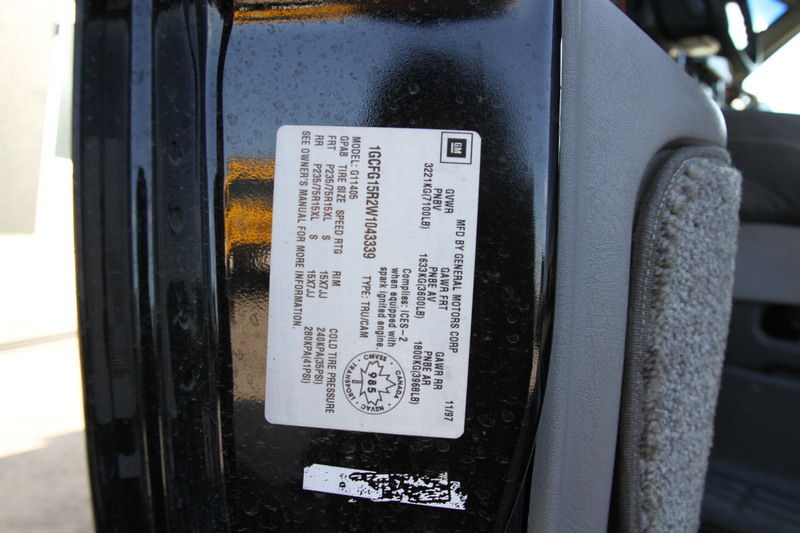 GM
MFD BY GENERAL MOTORS CORP 11/97
GVWR GAWR FRT GAWR RR
PNBV PNBE AV PNBE AR
3221KG(7100LB) 1633KG(3600LB) 1800KG(3968LB)
Complies: ICES-2
when equipped with
spark ignited engine.
CANADA
CMVSS
985
NSVAC
TRANSPORT
1GCFG15R2W1043339 TYPE: TRU/CAM
MODEL: G11405
GPAB TIRE SIZE SPEED RTG RIM COLD TIRE PRESSURE
FRT P235/75R15XL S 15X7JJ 240KPA(35PSI)
RR P235/75R15XL S 15X7JJ 280KPA(41PSI)
SEE OWNER'S MANUAL FOR MORE INFORMATION.